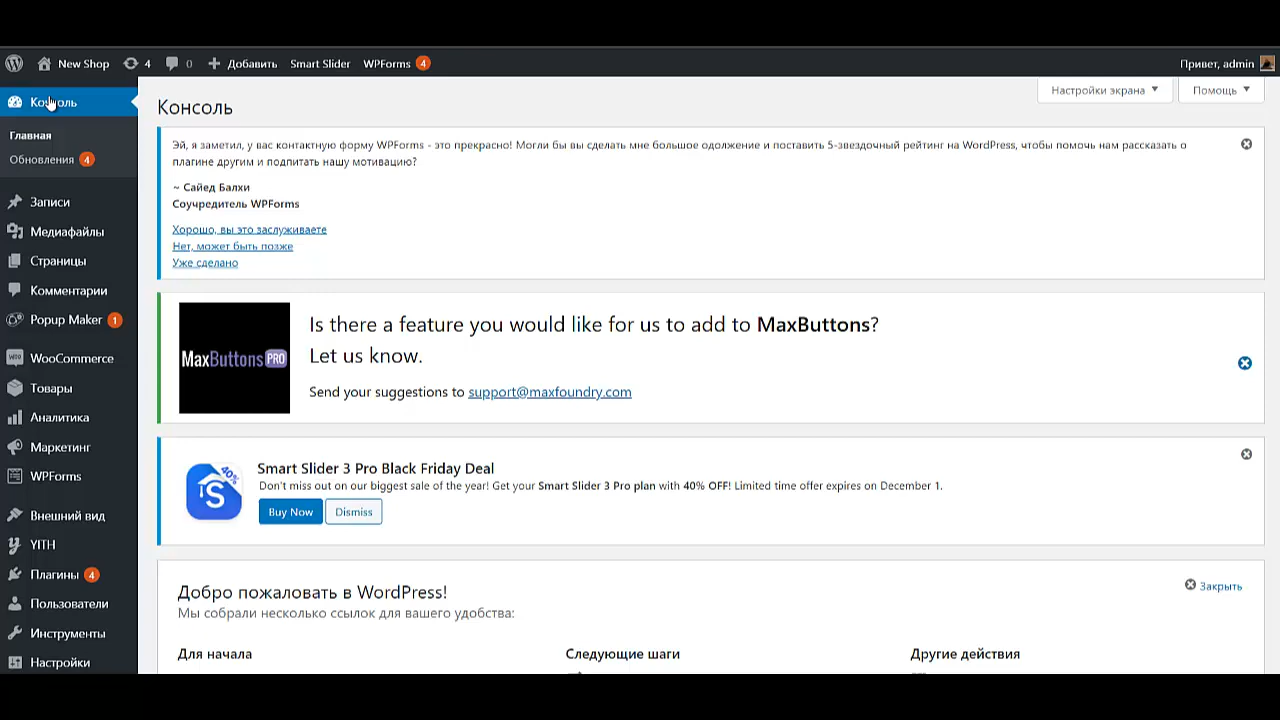 New Shop 4 0 Добавить Smart Slider WPForms 4 Привет, admin
Консоль
Главная
Обновления 4
Записи
Медиафайлы
Страницы
Комментарии
Popup Maker 1
WooCommerce
Товары
Аналитика
Маркетинг
WPForms
Внешний вид
YITH
Плагины 4
Пользователи
Инструменты
Настройки
Настройки экрана Помощь
Консоль
Эй, я заметил, у вас контактную форму WPForms - это прекрасно! Могли бы вы сделать мне большое одолжение и поставить 5-звездочный рейтинг на WordPress, чтобы помочь нам рассказать о
плагине другим и подпитать нашу мотивацию?
~ Сайед Балхи
Соучредитель WPForms
Хорошо, вы это заслуживаете
Нет, может быть позже
Уже сделано
MaxButtons PRO
Is there a feature you would like for us to add to MaxButtons?
Let us know.
Send your suggestions to support@maxfoundry.com
40%
S
Smart Slider 3 Pro Black Friday Deal
Don't miss out on our biggest sale of the year! Get your Smart Slider 3 Pro plan with 40% OFF! Limited time offer expires on December 1.
Buy Now Dismiss
Добро пожаловать в WordPress!
Закрыть
Мы собрали несколько ссылок для вашего удобства:
Для начала Следующие шаги Другие действия